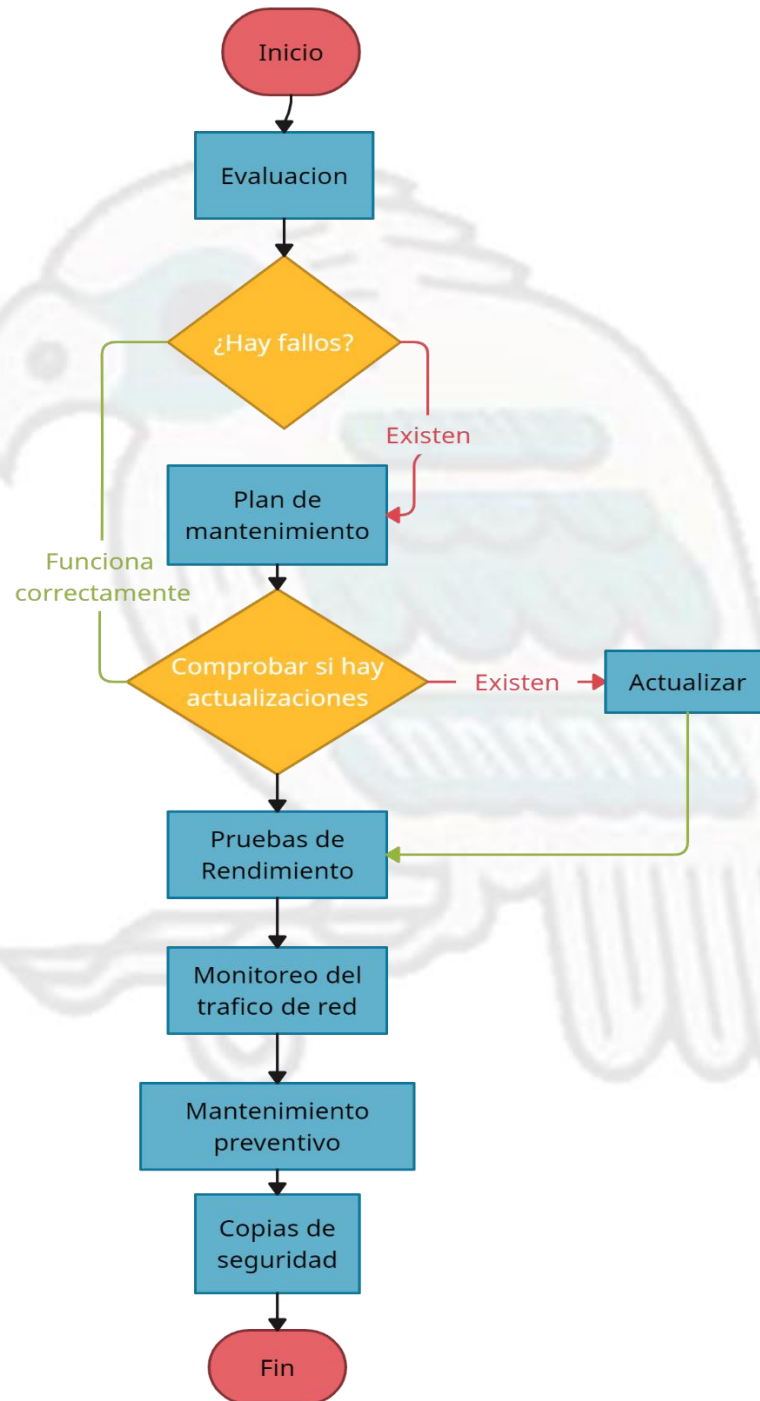 Inicio
Evaluacion
¿Hay fallos?
Existen
Plan de
mantenimiento
Funciona
correctamente
Comprobar si hay
actualizaciones
Existen
Actualizar
Pruebas de
Rendimiento
Monitoreo del
trafico de red
Mantenimiento
preventivo
Copias de
seguridad
Fin